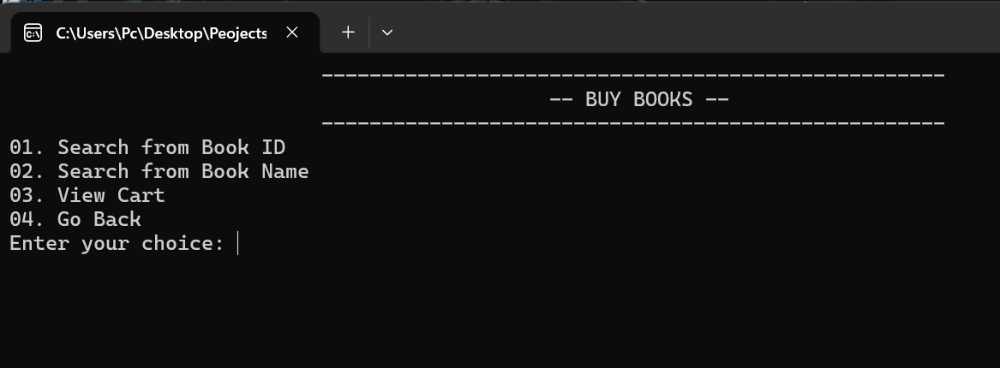 C:\Users\Pc\Desktop\Peojects
----------------------------------------------------
-- BUY BOOKS --
----------------------------------------------------
01. Search from Book ID
02. Search from Book Name
03. View Cart
04. Go Back
Enter your choice: